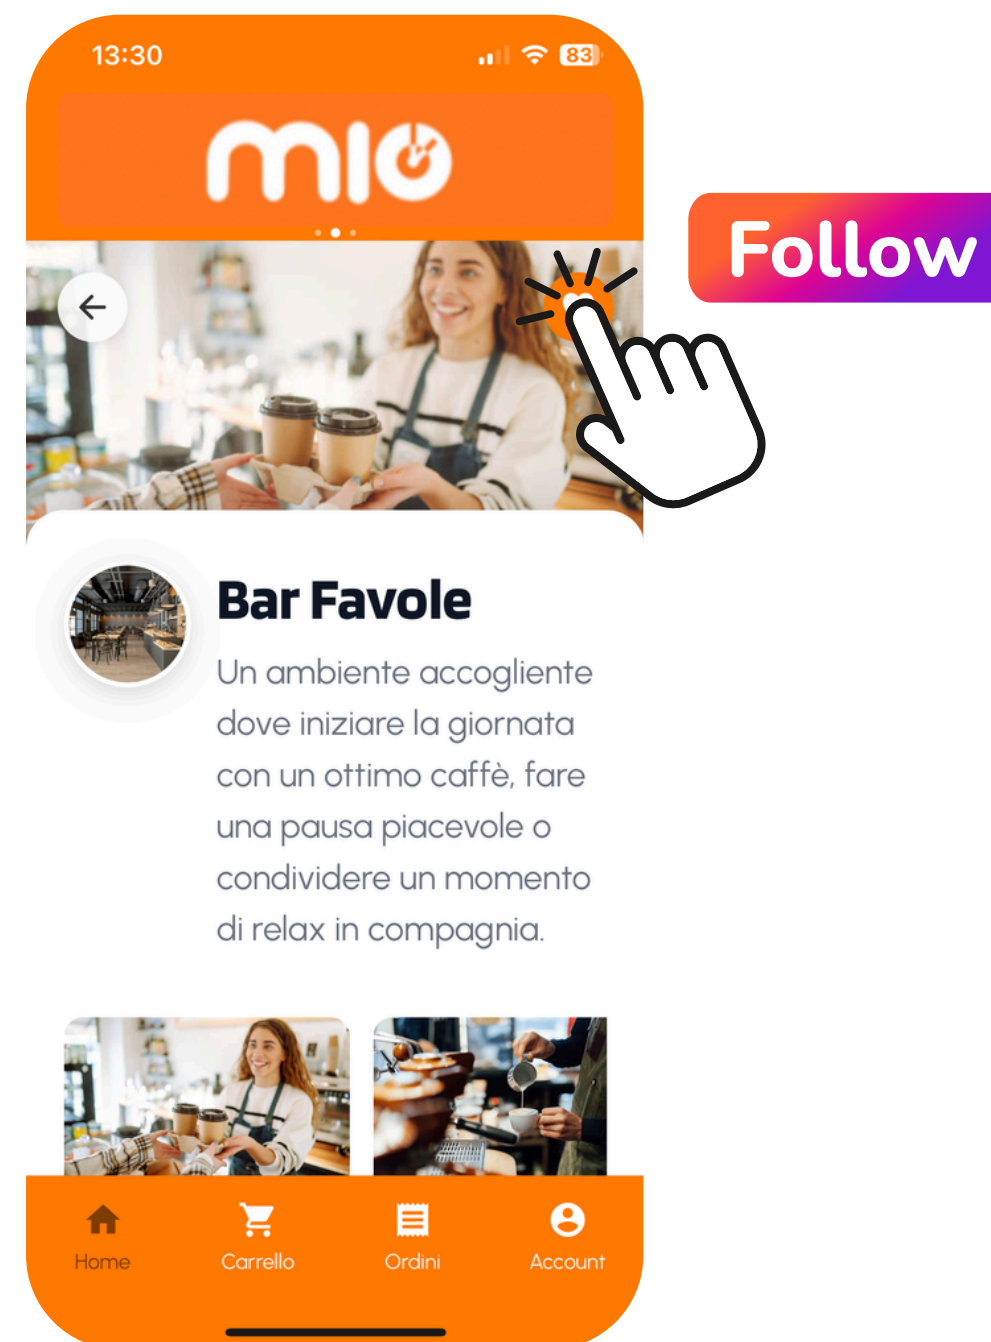 13:30
83
mio
Follow
Bar Favole
Un ambiente accogliente
dove iniziare la giornata
con un ottimo caffè, fare
una pausa piacevole o
condividere un momento
di relax in compagnia.
Home
Carrello
Ordini
Account